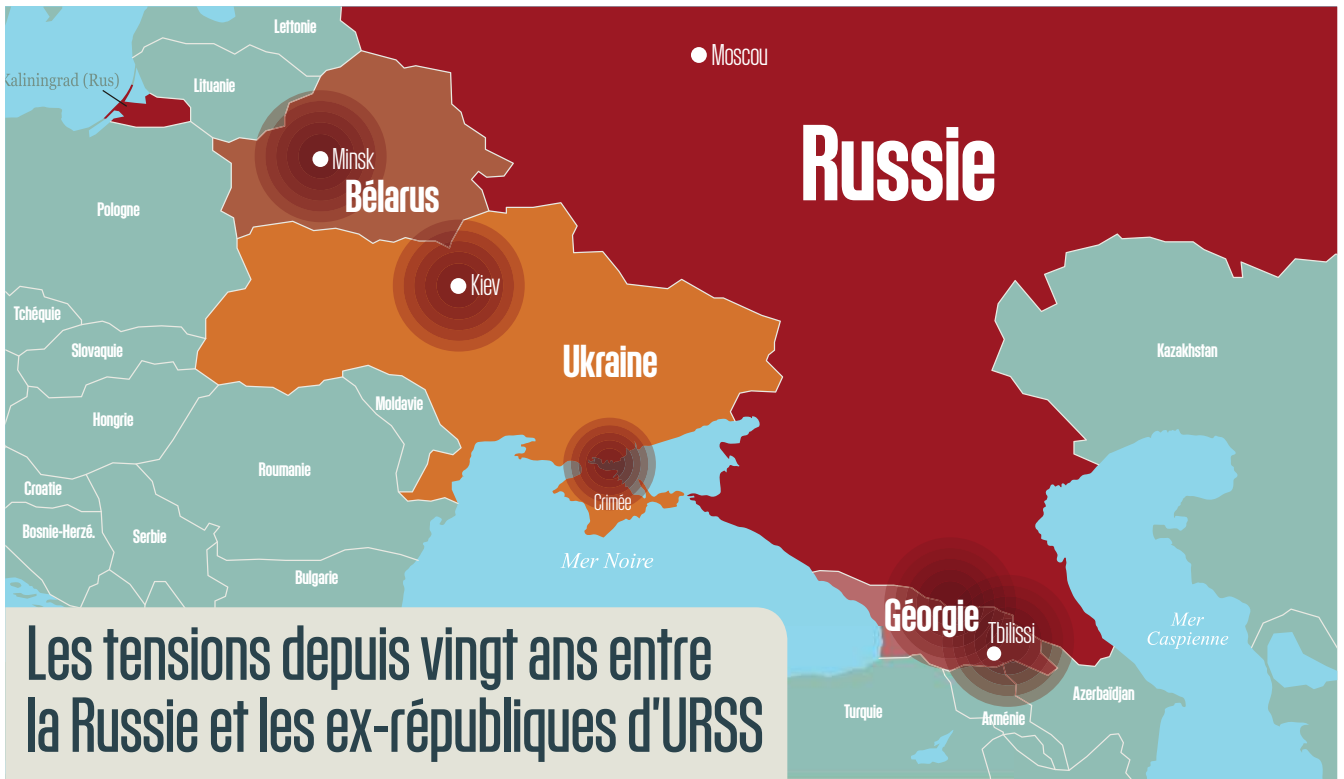 Lettonie
Moscou
Kaliningrad (Rus)
Lituanie
Russie
Minsk
Bélarus
Pologne
Kiev
Tchéquie
Slovaquie
Ukraine
Kazakhstan
Moldavie
Hongrie
Roumanie
Croatie
Crimée
Bosnie-Herzé.
Serbie
Mer Noire
Bulgarie
Géorgie
Tbilissi
Mer
Caspienne
Azerbaïdjan
Turquie
Arménie
Les tensions depuis vingt ans entre
la Russie et les ex-républiques d'URSS